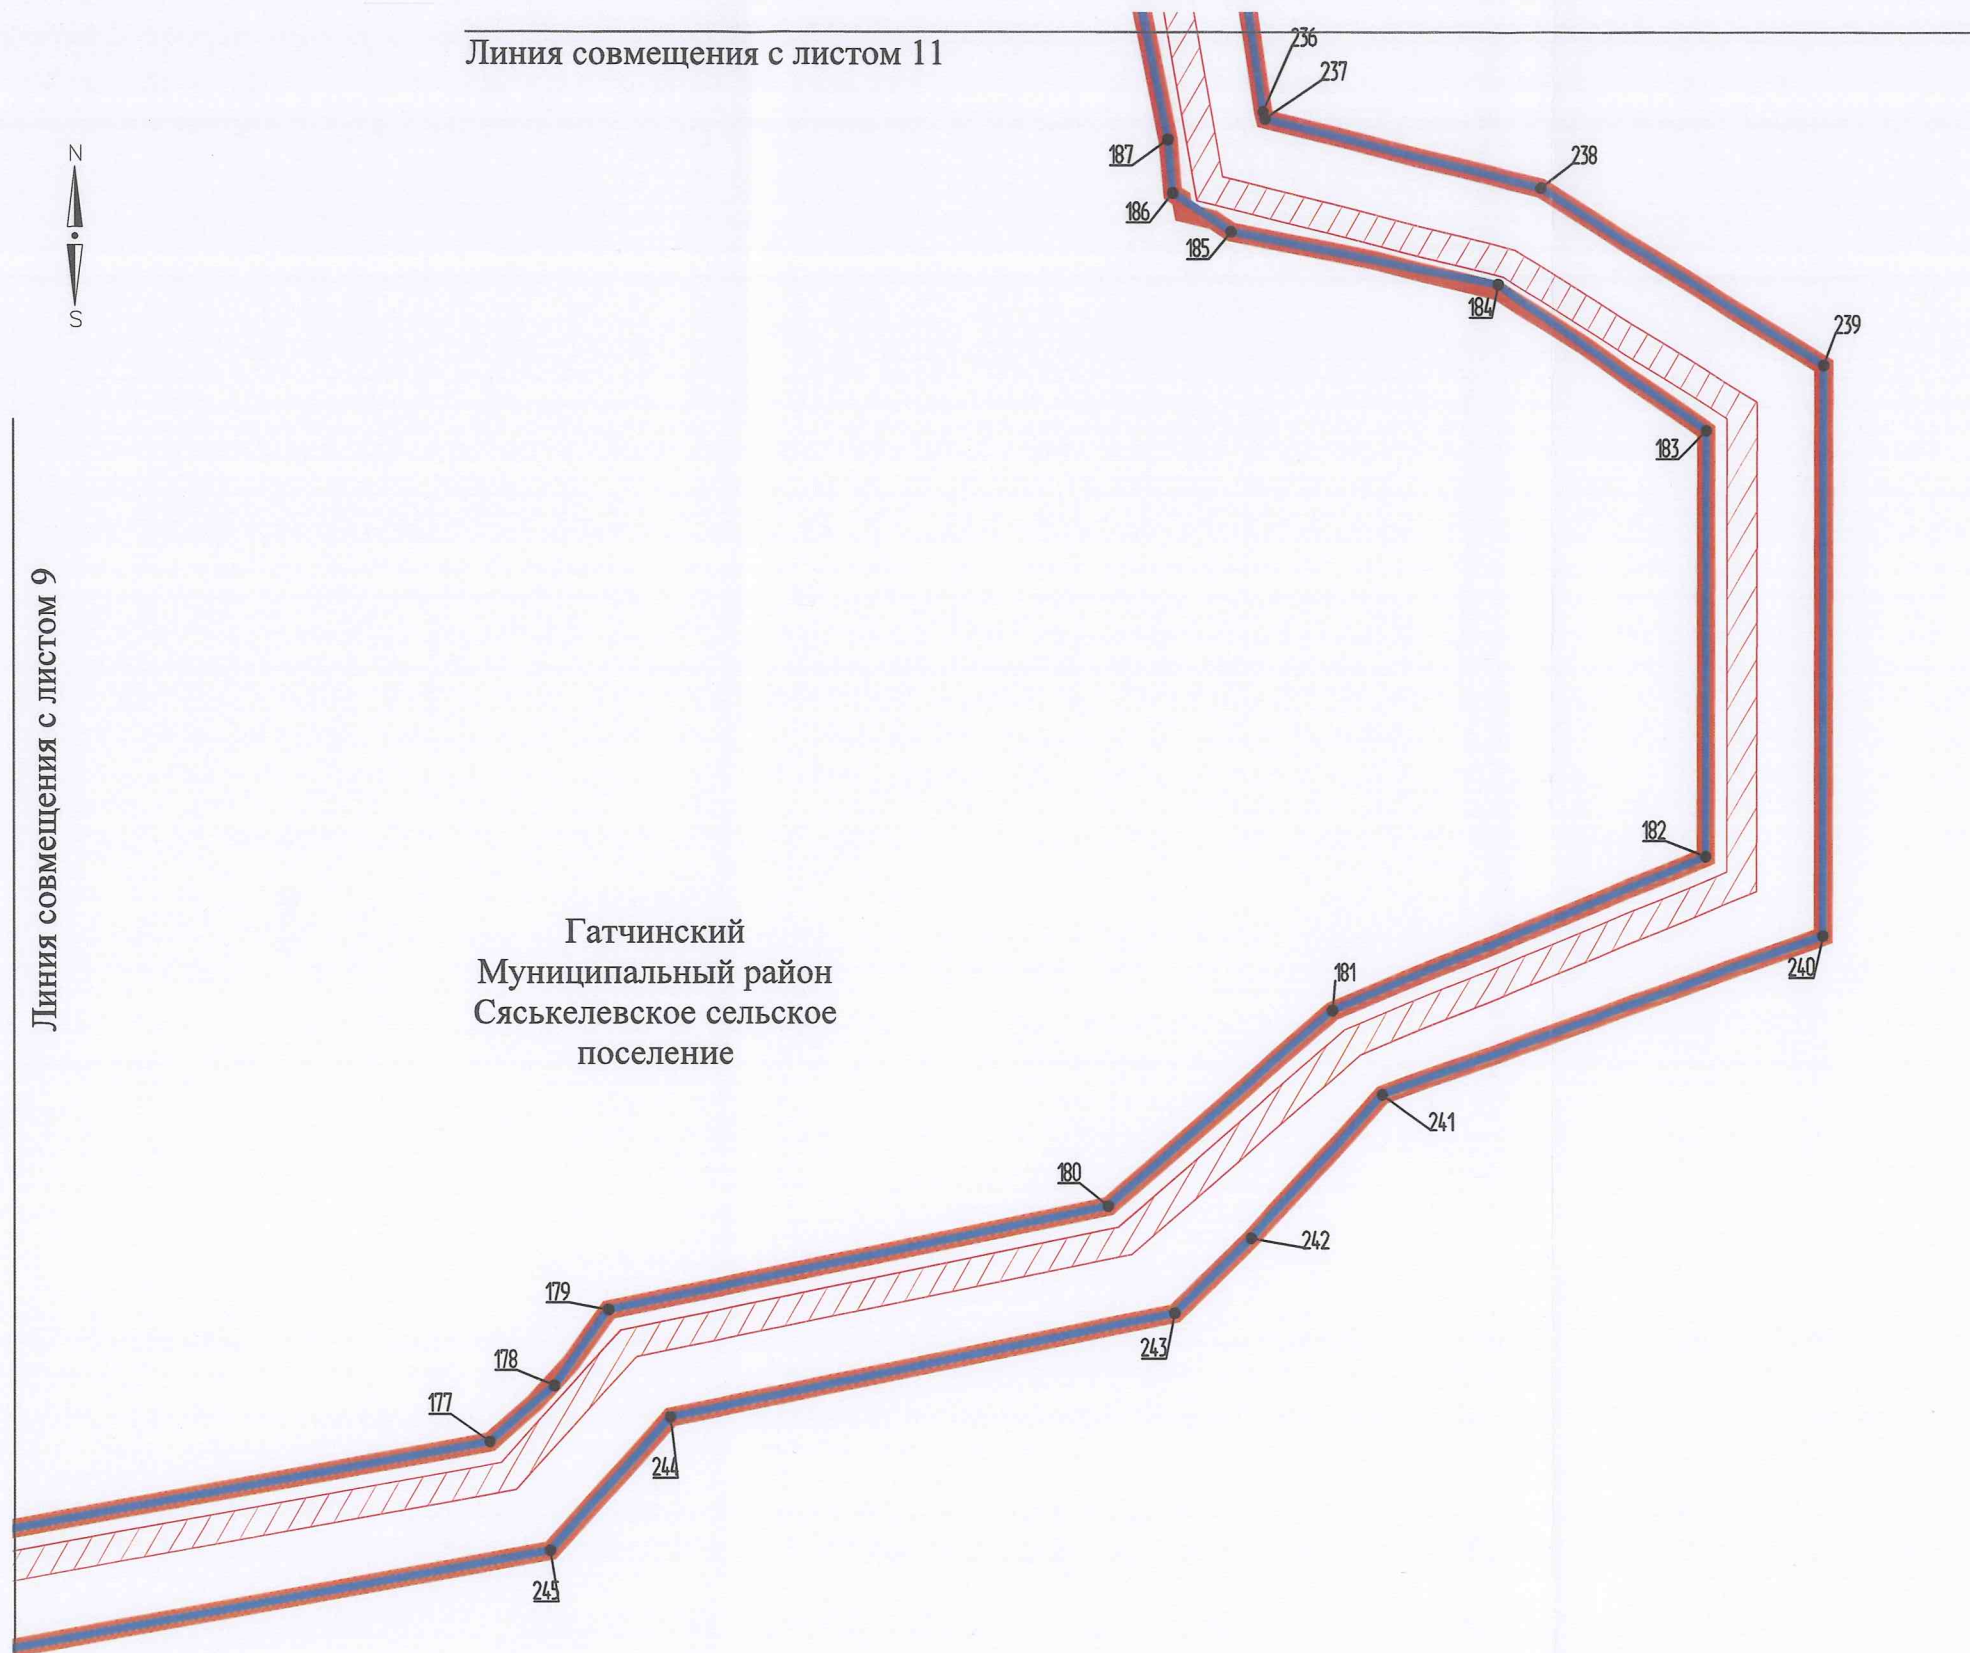 Линия совмещения с листом 11
236
237
N
187
238
186
185
S
184
239
183
Линия совмещения с листом 9
182
Гатчинский
Муниципальный район
Сяськелевское сельское
поселение
240
181
241
180
242
179
243
178
177
244
245